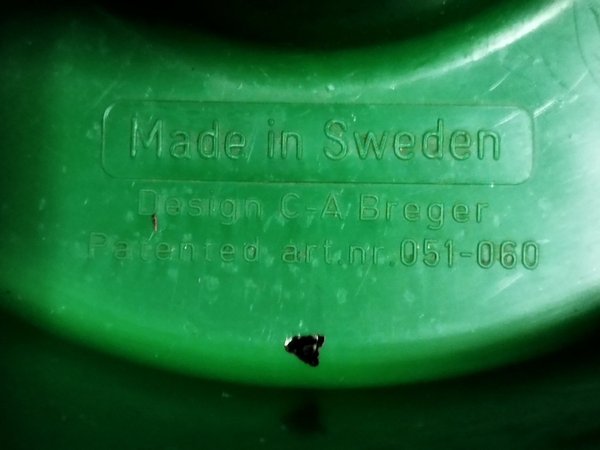 Made in Sweden
Design C-A Breger
Patented art.nr.051-060